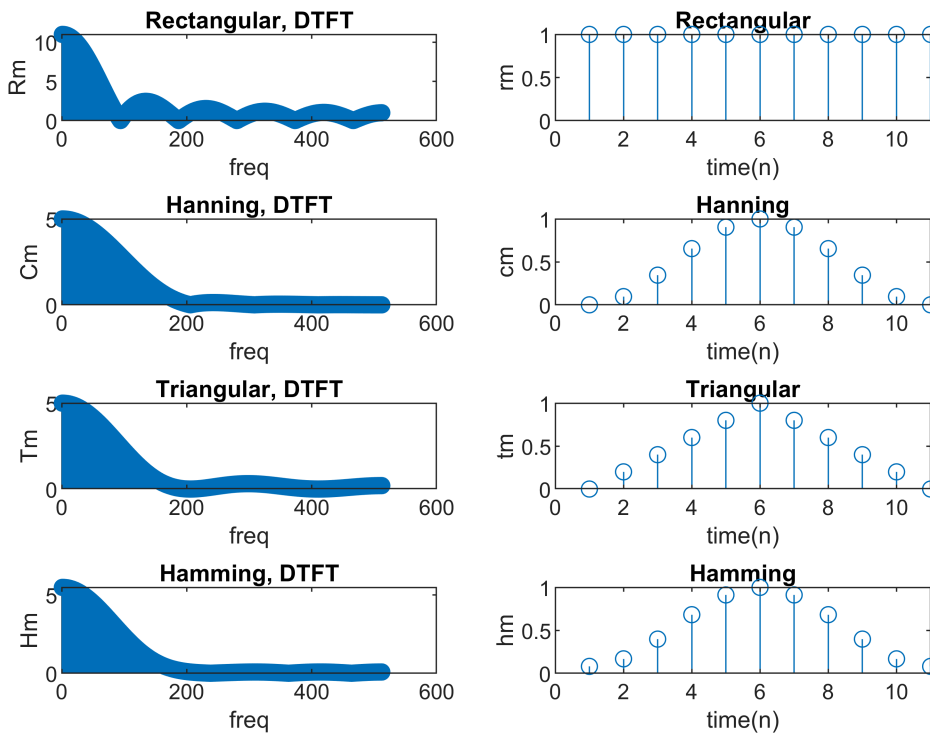 Rectangular, DTFT
10
5
0
Rm
0 200 400 600
freq
Rectangular
1
0.5
0
rm
0 2 4 6 8 10
time(n)
Hanning, DTFT
5
0
Cm
0 200 400 600
freq
Hanning
1
0.5
0
cm
0 2 4 6 8 10
time(n)
Triangular, DTFT
5
0
Tm
0 200 400 600
freq
Triangular
1
0.5
0
tm
0 2 4 6 8 10
time(n)
Hamming, DTFT
5
0
Hm
0 200 400 600
freq
Hamming
1
0.5
0
hm
0 2 4 6 8 10
time(n)